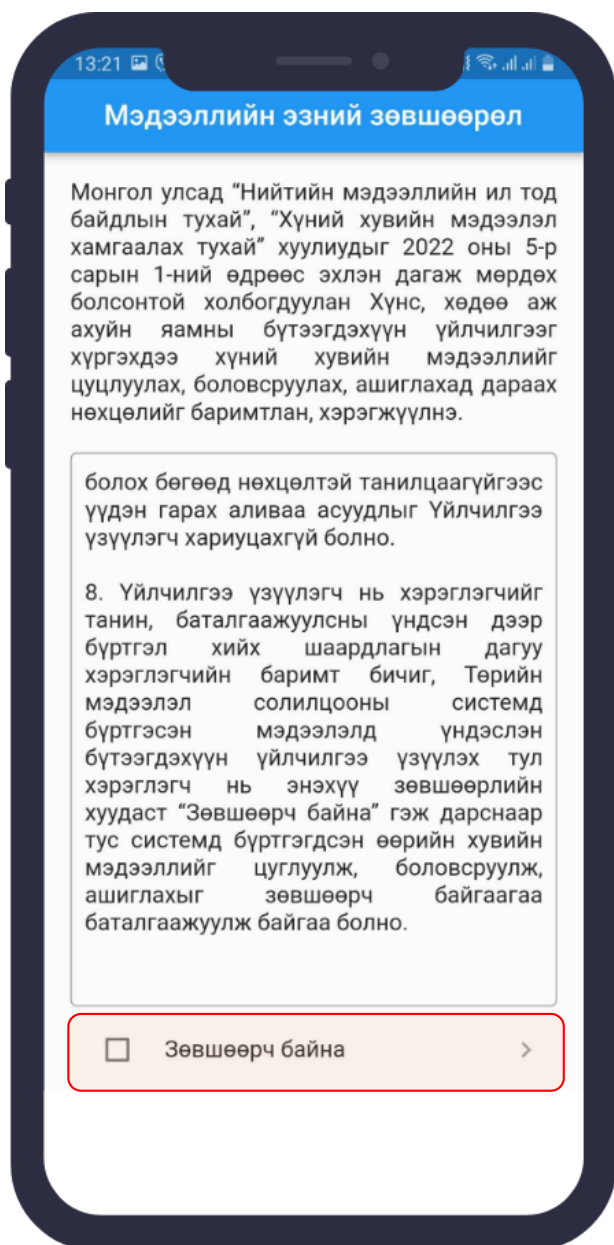 13:21
Мэдээллийн эзний зөвшөөрөл
Монгол улсад “Нийтийн мэдээллийн ил тод
байдлын тухай”, “Хүний хувийн мэдээлэл
хамгаалах тухай” хуулиудыг 2022 оны 5-р
сарын 1-ний өдрөөс эхлэн дагаж мөрдөх
болсонтой холбогдуулан Хүнс, хөдөө аж
ахуйн яамны бүтээгдэхүүн үйлчилгээг
хүргэхдээ хүний хувийн мэдээллийг
цуцлуулах, боловсруулах, ашиглахад дараах
нөхцөлийг баримтлан, хэрэгжүүлнэ.
болох бөгөөд нөхцөлтэй танилцаагүйгээс
үүдэн гарах аливаа асуудлыг Үйлчилгээ
үзүүлэгч хариуцахгүй болно.
8. Үйлчилгээ үзүүлэгч нь хэрэглэгчийг
танин, баталгаажуулсны үндсэн дээр
бүртгэл хийх шаардлагын дагуу
хэрэглэгчийн баримт бичиг, Төрийн
мэдээлэл солилцооны системд
бүртгэсэн мэдээлэлд үндэслэн
бүтээгдэхүүн үйлчилгээ үзүүлэх тул
хэрэглэгч нь энэхүү зөвшөөрлийн
хуудаст “Зөвшөөрч байна” гэж дарснаар
тус системд бүртгэгдсэн өөрийн хувийн
мэдээллийг цуглуулж, боловсруулж,
ашиглахыг зөвшөөрч байгаагаа
баталгаажуулж байгаа болно.
Зөвшөөрч байна